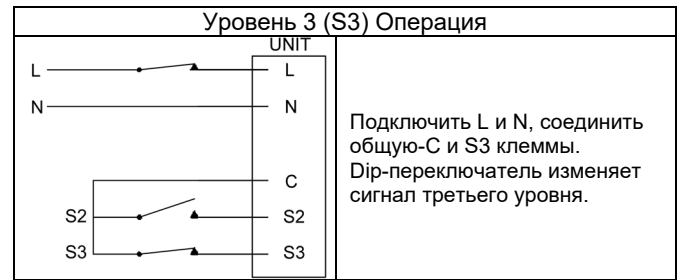 Уровень 3 (S3) Операция
UNIT
L L
N N
C
S2 S2
S3 S3
Подключить L и N, соединить
общую-С и S3 клеммы.
Dip-переключатель изменяет
сигнал третьего уровня.